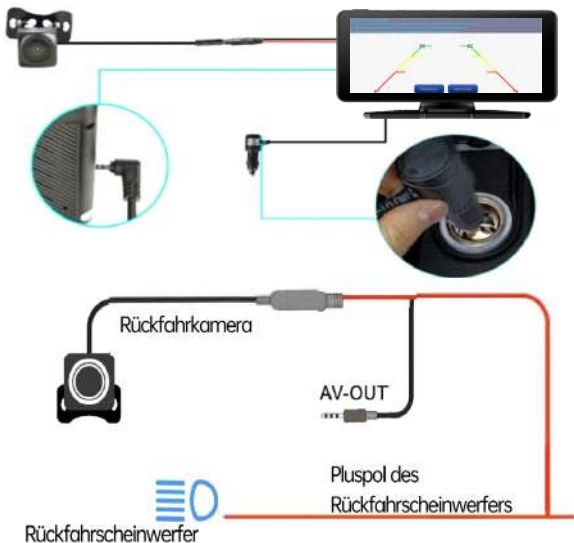 Rückfahrkamera
AV-OUT
Pluspol des
Rückfahrscheinwerfers
Rückfahrscheinwerfer